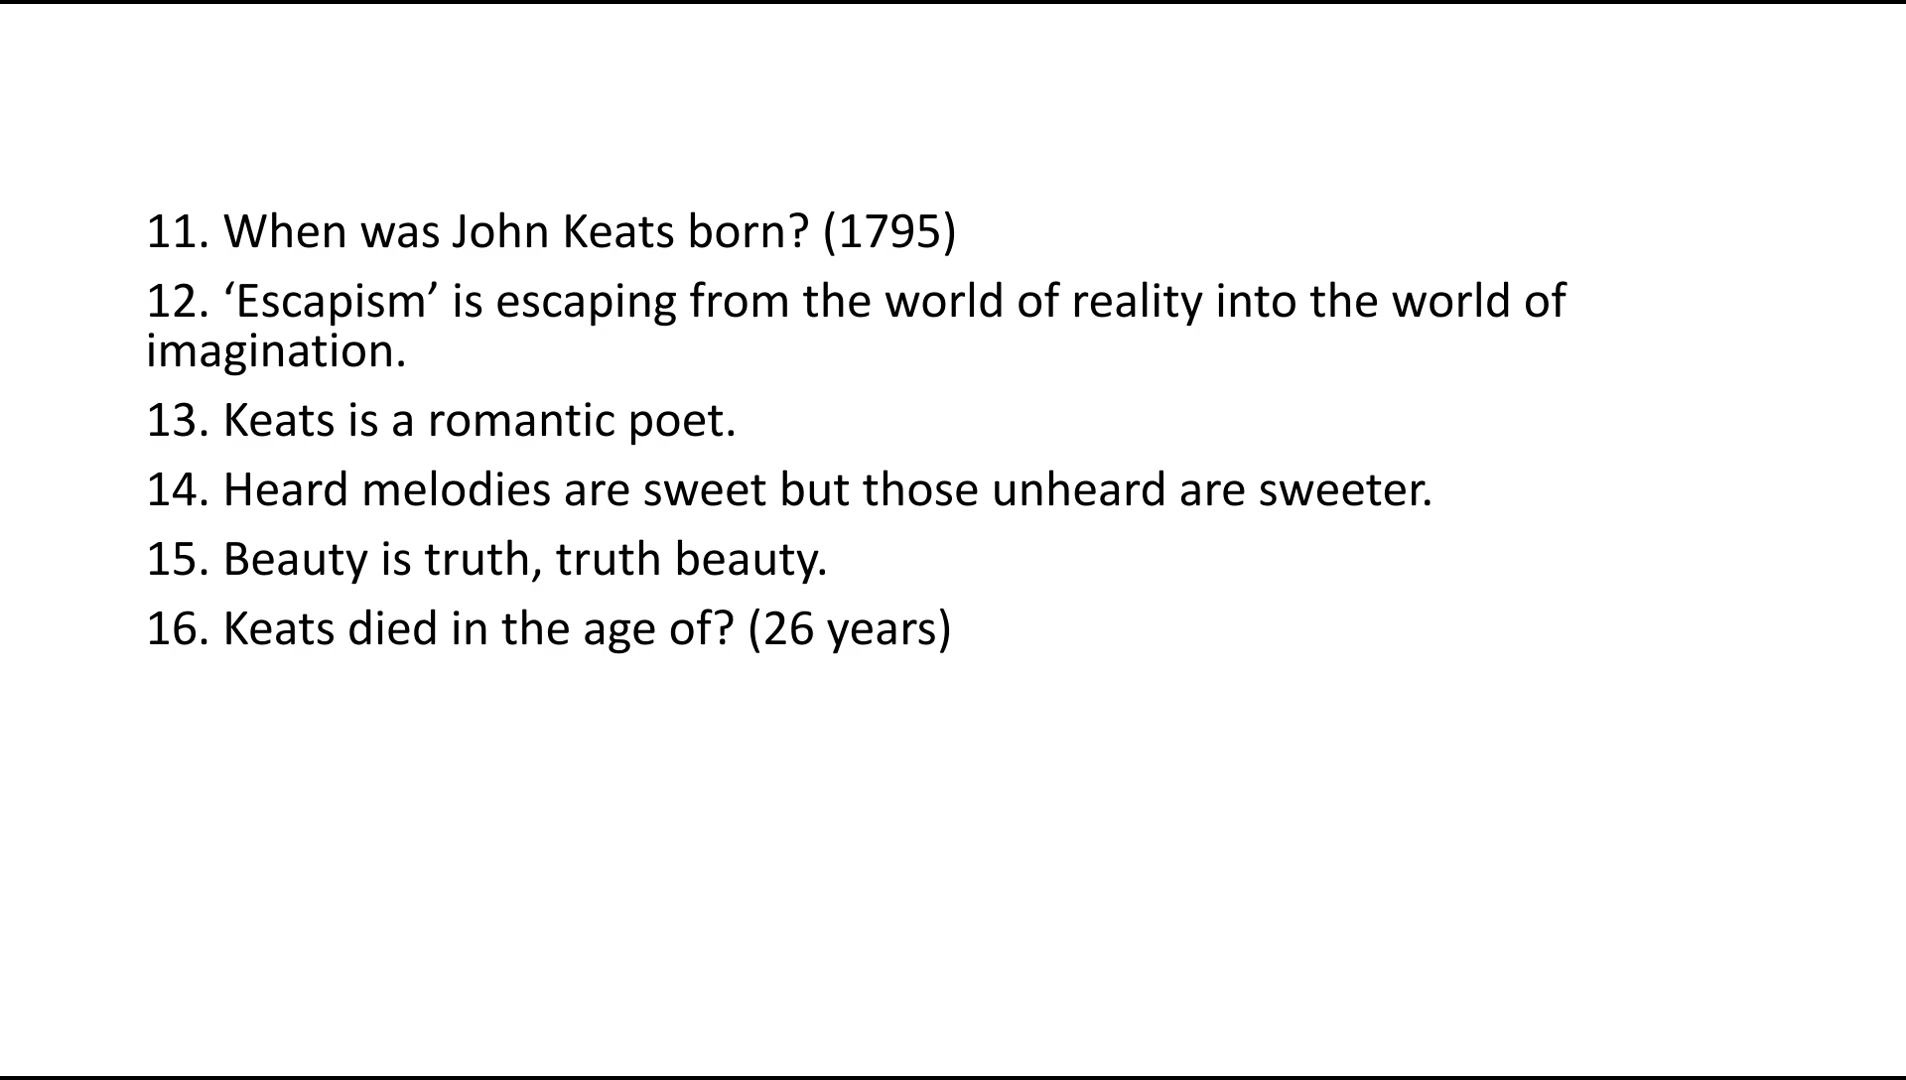 11. When was John Keats born? (1795)
12. ‘Escapism’ is escaping from the world of reality into the world of
imagination.
13. Keats is a romantic poet.
14. Heard melodies are sweet but those unheard are sweeter.
15. Beauty is truth, truth beauty.
16. Keats died in the age of? (26 years)